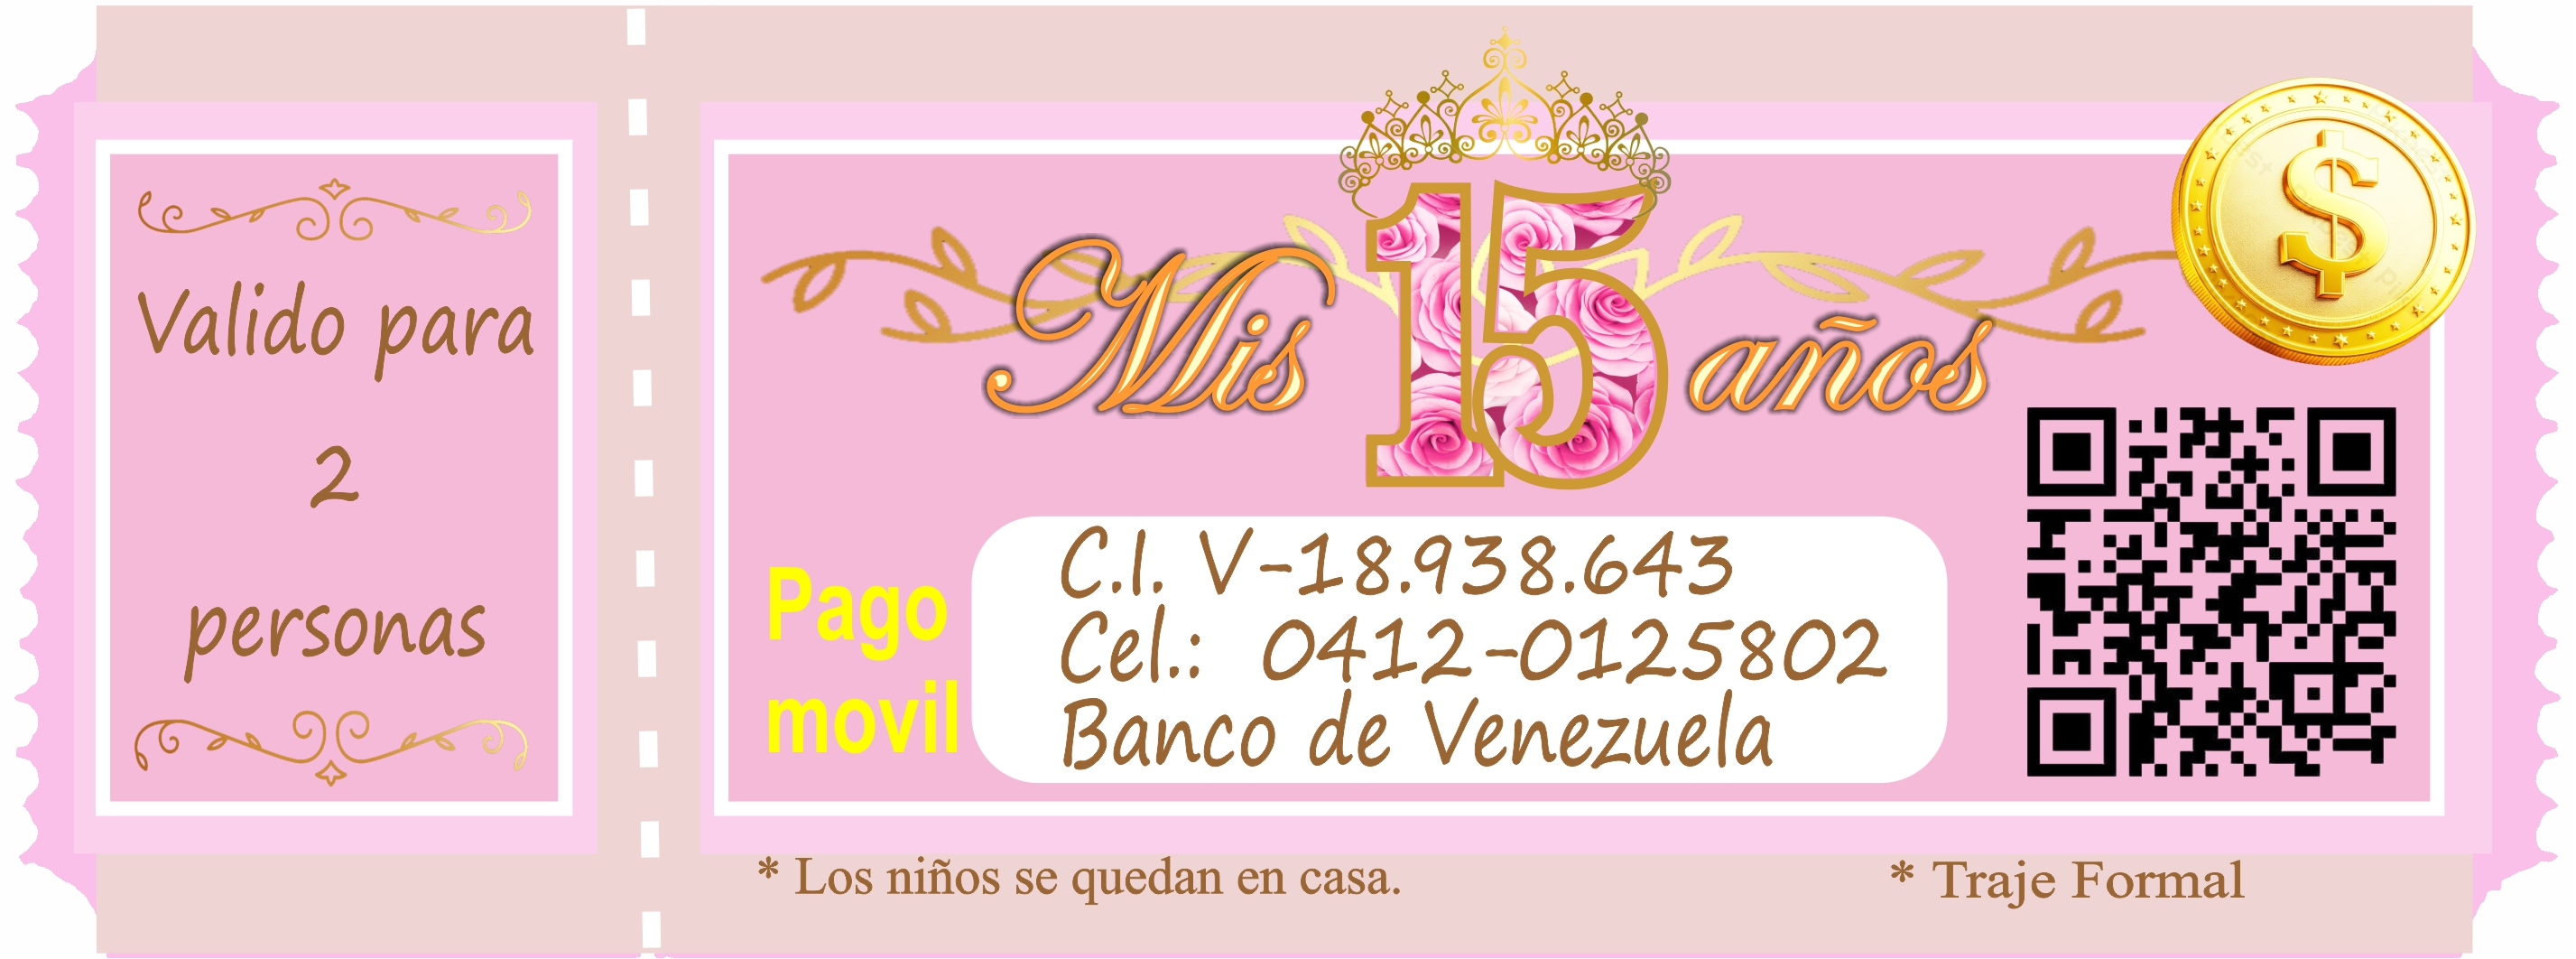 Valido para
2
personas
Mis 15 años
$
Pago
movil
C.I. V-18.938.643
Cel.: 0412-0125802
Banco de Venezuela
* Los niños se quedan en casa.
* Traje Formal